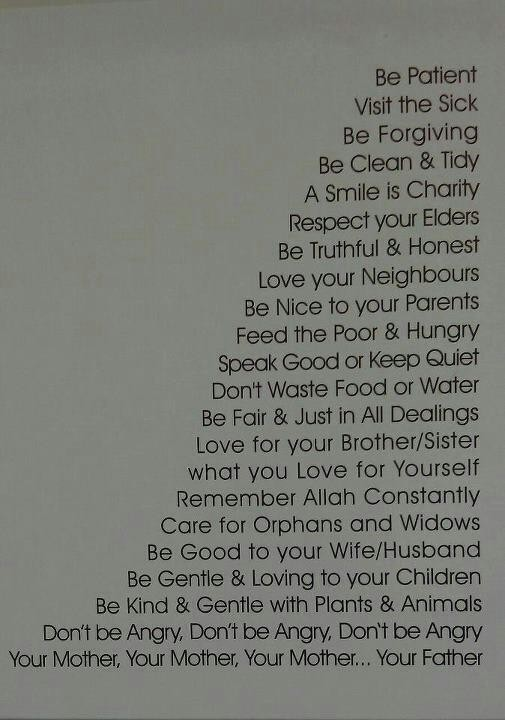 Be Patient
Visit the Sick
Be Forgiving
Be Clean & Tidy
A Smile is Charity
Respect your Elders
Be Truthful & Honest
Love your Neighbours
Be Nice to your Parents
Feed the Poor & Hungry
Speak Good or Keep Quiet
Don't Waste Food or Water
Be Fair & Just in All Dealings
Love for your Brother/Sister
what you Love for Yourself
Remember Allah Constantly
Care for Orphans and Widows
Be Good to your Wife/Husband
Be Gentle & Loving to your Children
Be Kind & Gentle with Plants & Animals
Don't be Angry, Don't be Angry, Don't be Angry
Your Mother, Your Mother, Your Mother... Your Father